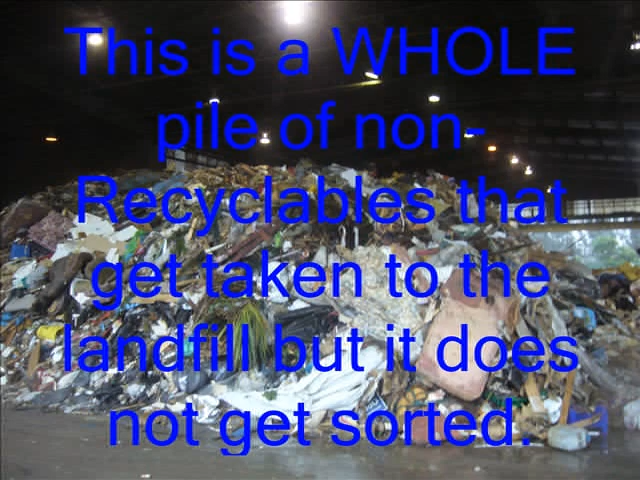 This is a WHOLE
pile of non-
Recyclables that
get taken to the
landfill but it does
not get sorted.